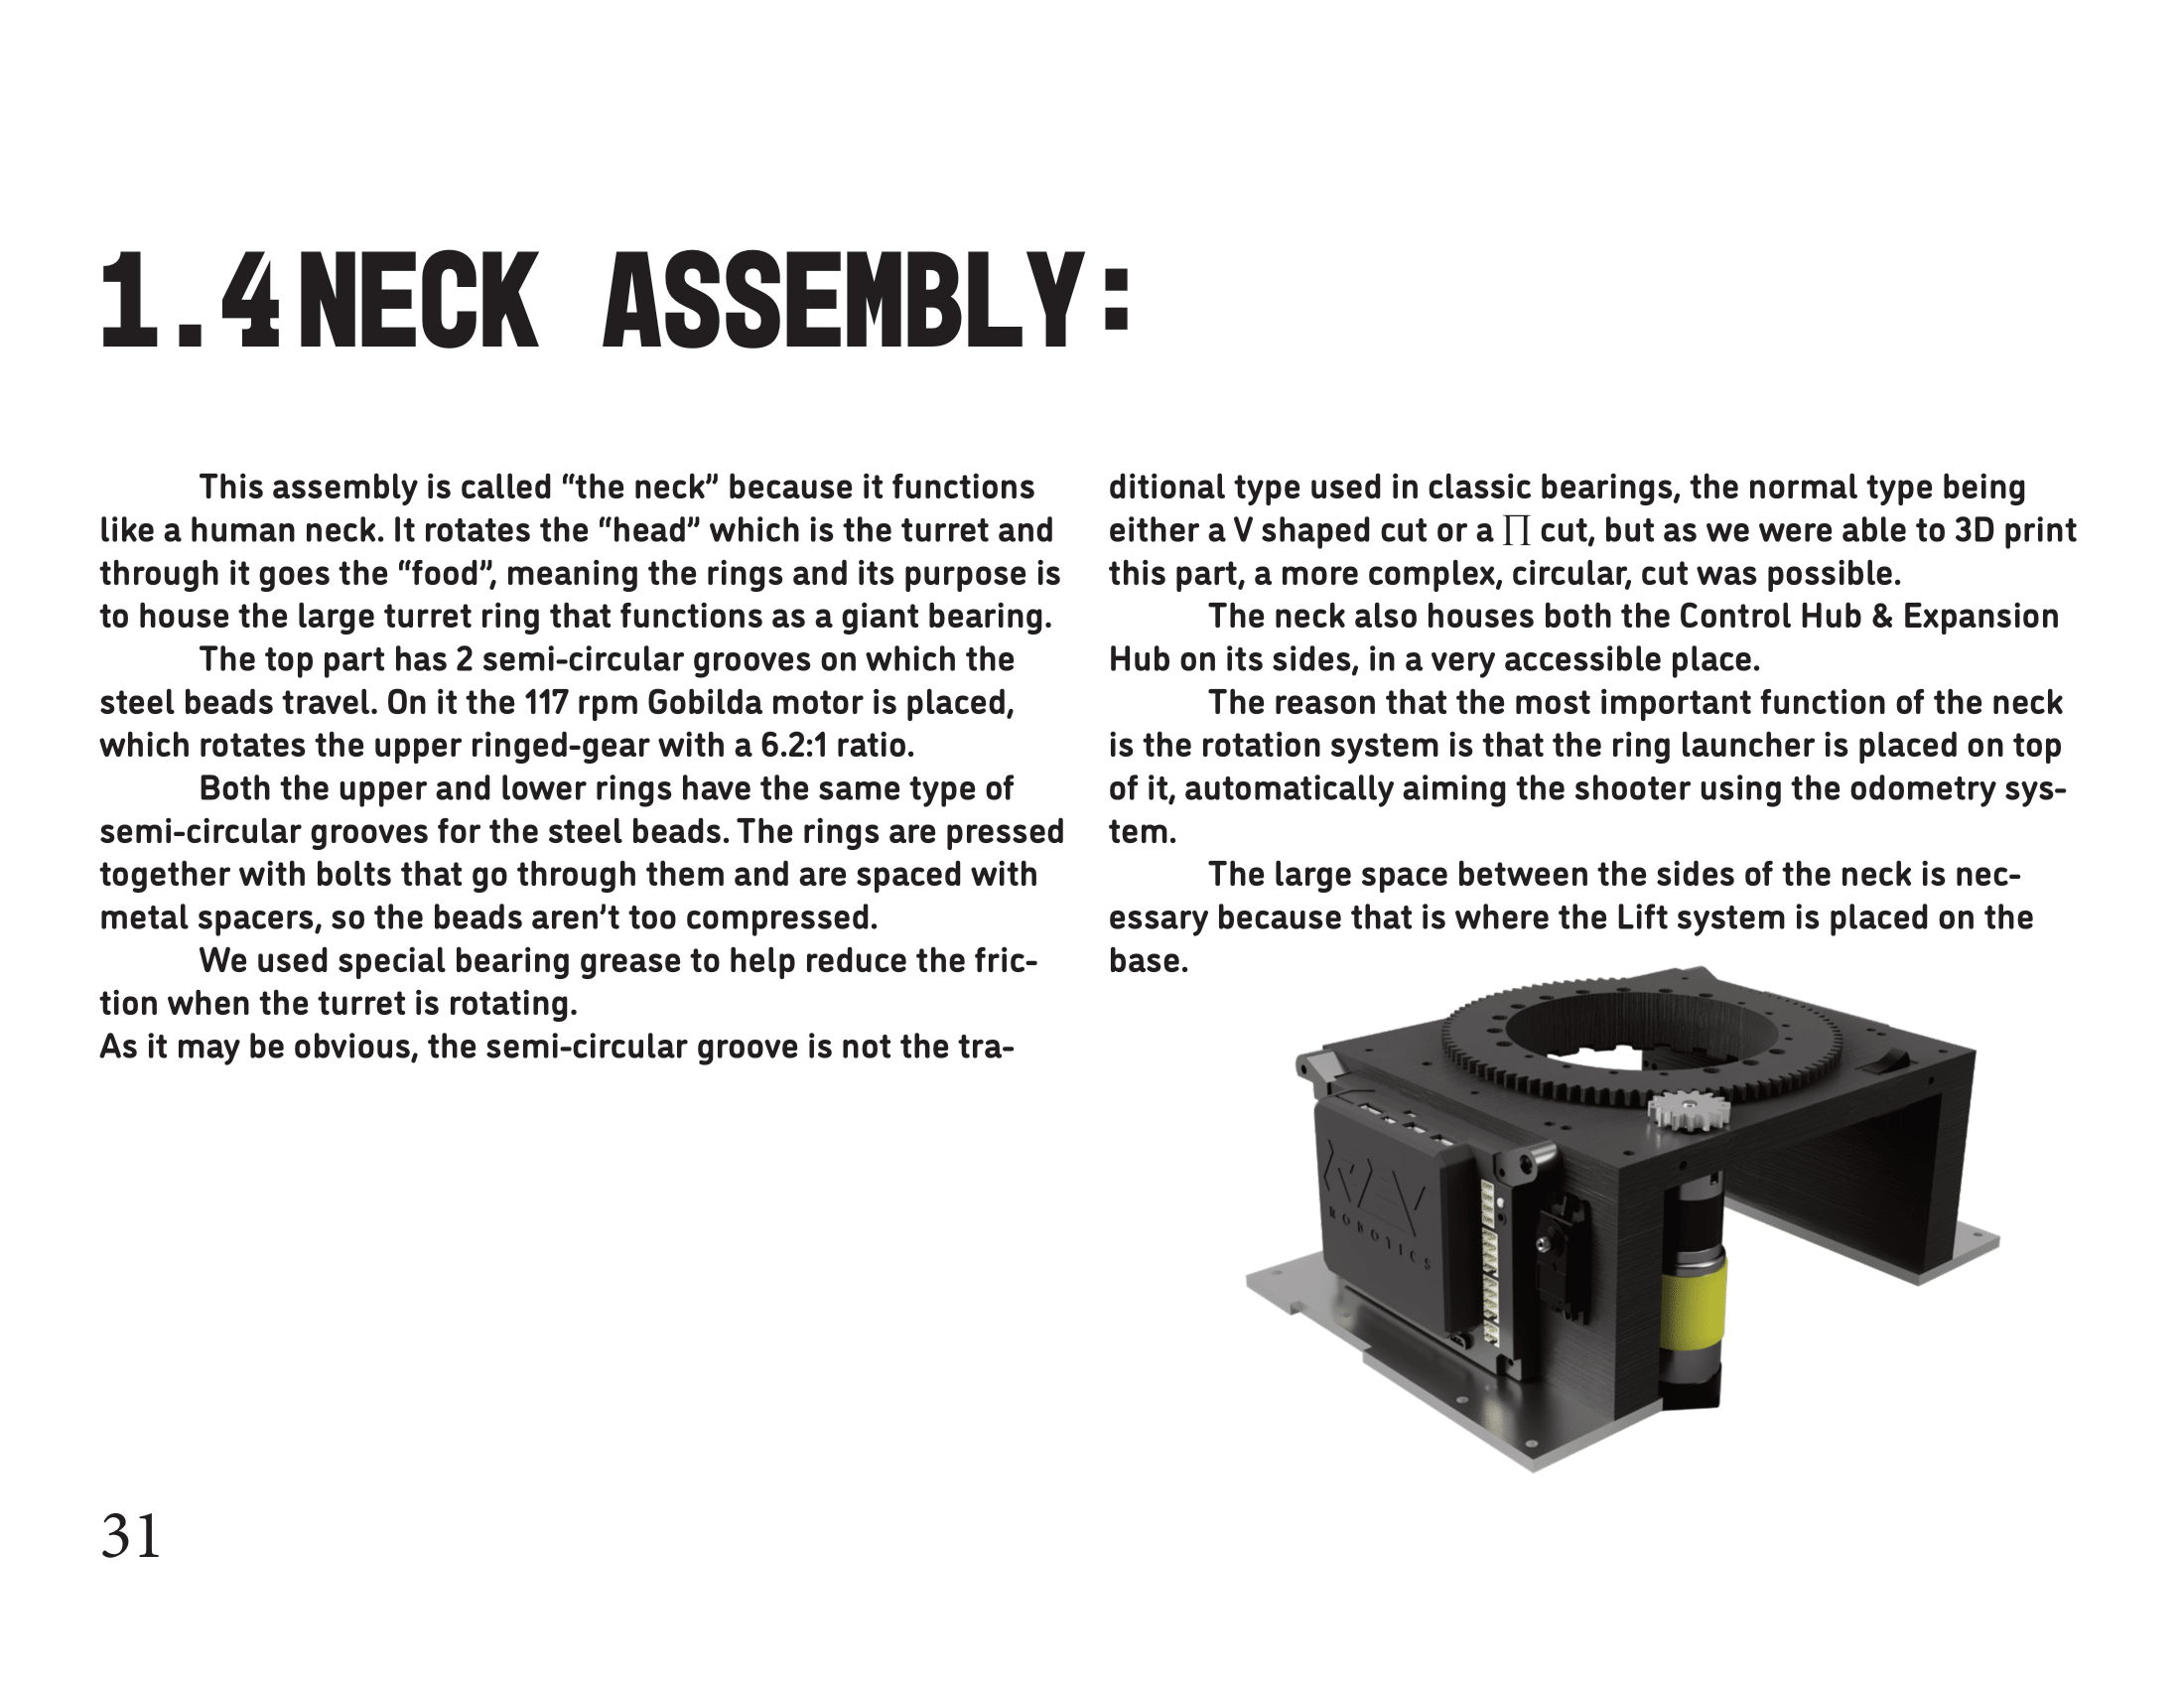 1.4 NECK ASSEMBLY:
This assembly is called “the neck” because it functions
like a human neck. It rotates the “head” which is the turret and
through it goes the “food”, meaning the rings and its purpose is
to house the large turret ring that functions as a giant bearing.
The top part has 2 semi-circular grooves on which the
steel beads travel. On it the 117 rpm Gobilda motor is placed,
which rotates the upper ringed-gear with a 6.2:1 ratio.
Both the upper and lower rings have the same type of
semi-circular grooves for the steel beads. The rings are pressed
together with bolts that go through them and are spaced with
metal spacers, so the beads aren’t too compressed.
We used special bearing grease to help reduce the fric-
tion when the turret is rotating.
As it may be obvious, the semi-circular groove is not the tra-
ditional type used in classic bearings, the normal type being
either a V shaped cut or a ∏ cut, but as we were able to 3D print
this part, a more complex, circular, cut was possible.
The neck also houses both the Control Hub & Expansion
Hub on its sides, in a very accessible place.
The reason that the most important function of the neck
is the rotation system is that the ring launcher is placed on top
of it, automatically aiming the shooter using the odometry sys-
tem.
The large space between the sides of the neck is nec-
essary because that is where the Lift system is placed on the
base.
ROBOTICS
31